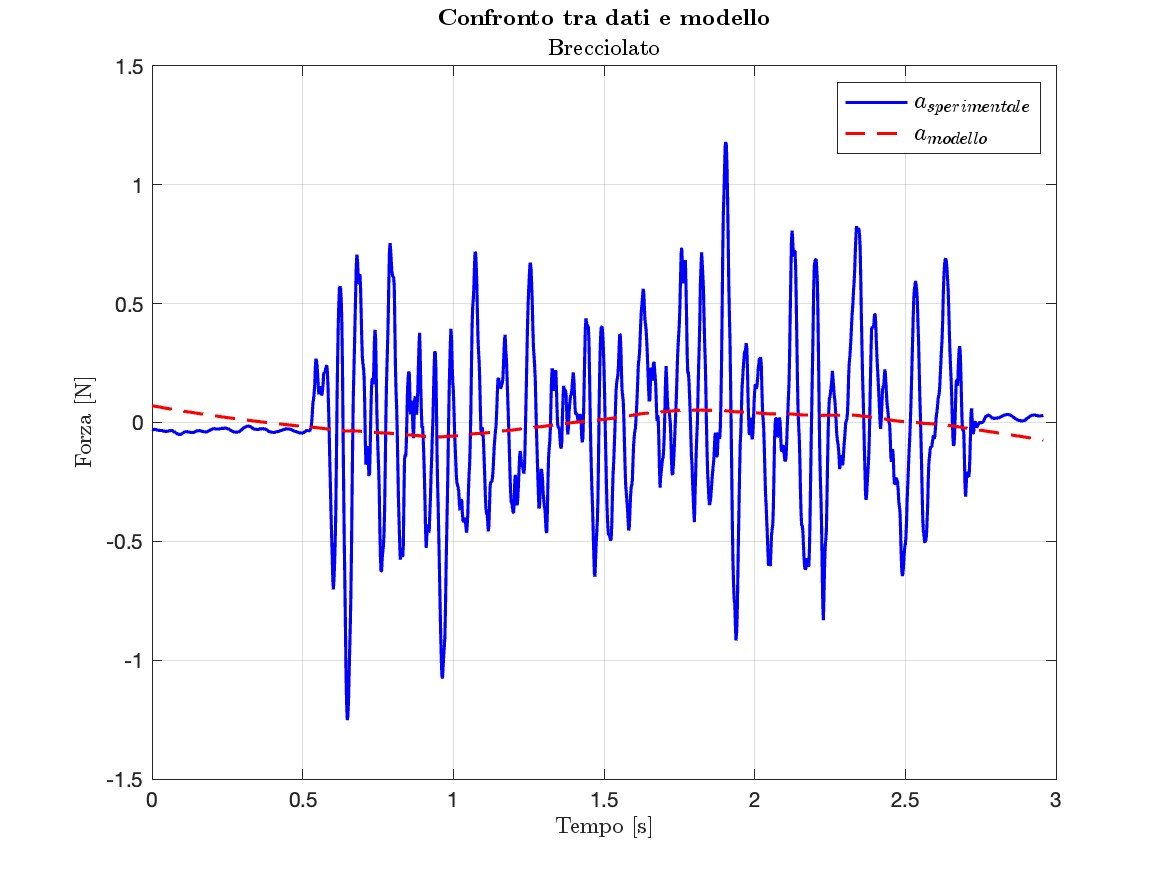 Confronto tra dati e modello
Brecciolato
a_sperimentale
a_modello
Forza [N]
1.5
1
0.5
0
-0.5
-1
-1.5
0 0.5 1 1.5 2 2.5 3
Tempo [s]